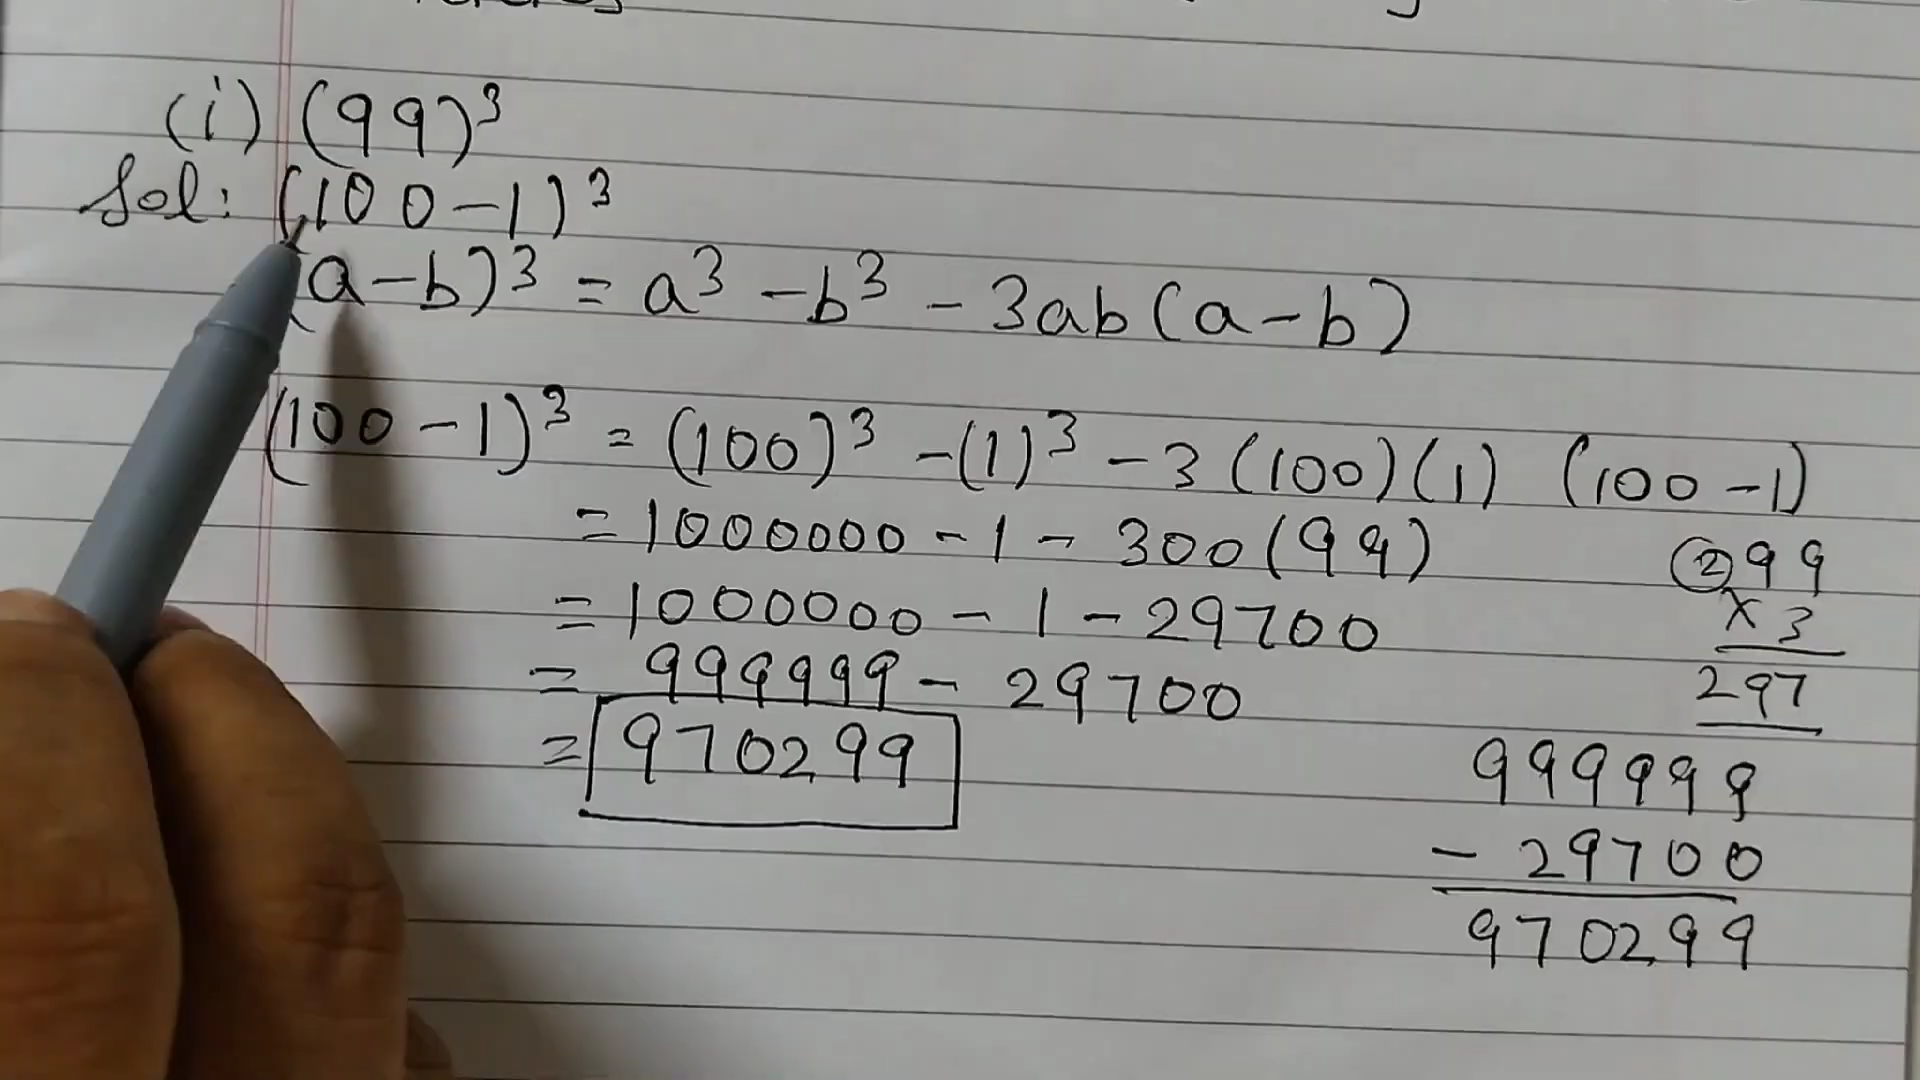 (i) (99)³
Sol: (100-1)³
(a-b)³ = a³ - b³ - 3ab(a-b)
(100-1)³ = (100)³ - (1)³ - 3(100)(1) (100-1)
= 1000000 - 1 - 300(99)
= 1000000 - 1 - 29700
= 999999 - 29700
= 970299
②99
× 3
297
999999
- 29700
970299